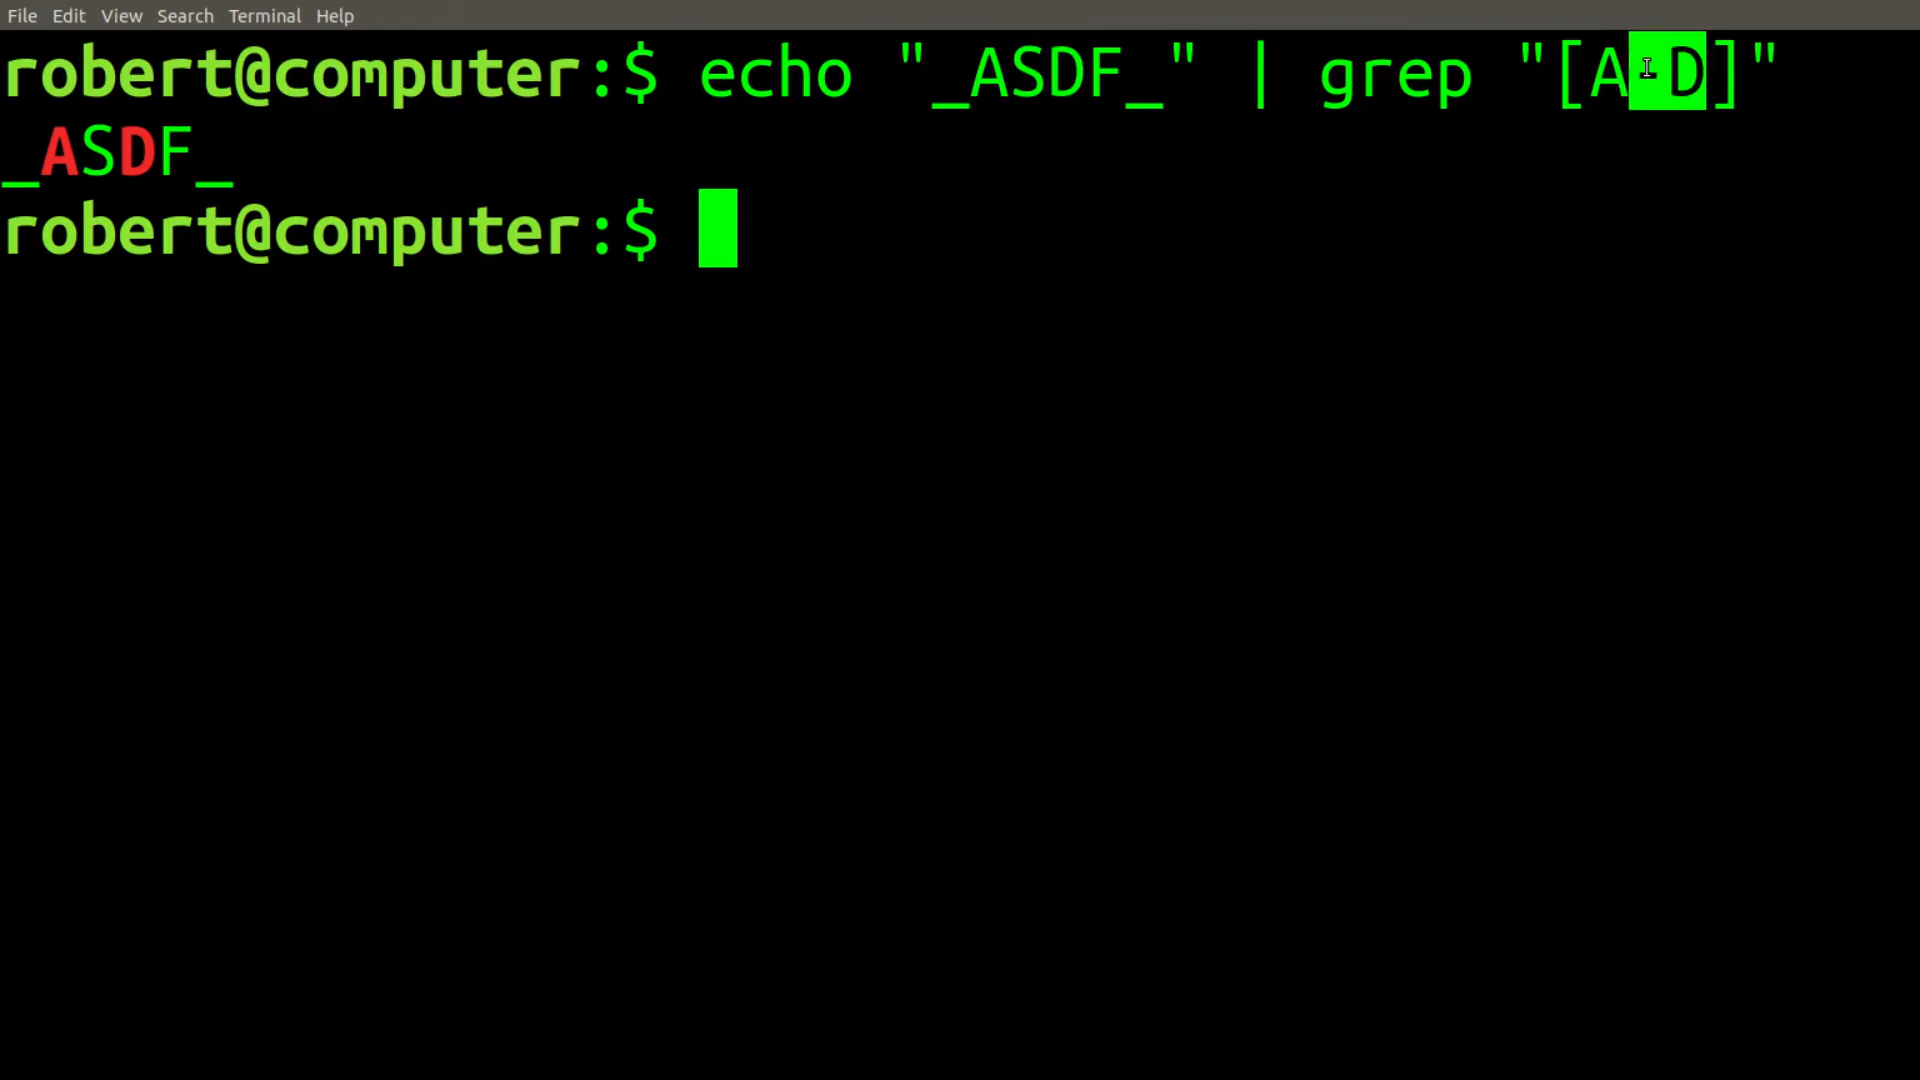 File Edit View Search Terminal Help
robert@computer:$ echo "_ASDF_" | grep "[A-D]"
_ASDF_
robert@computer:$